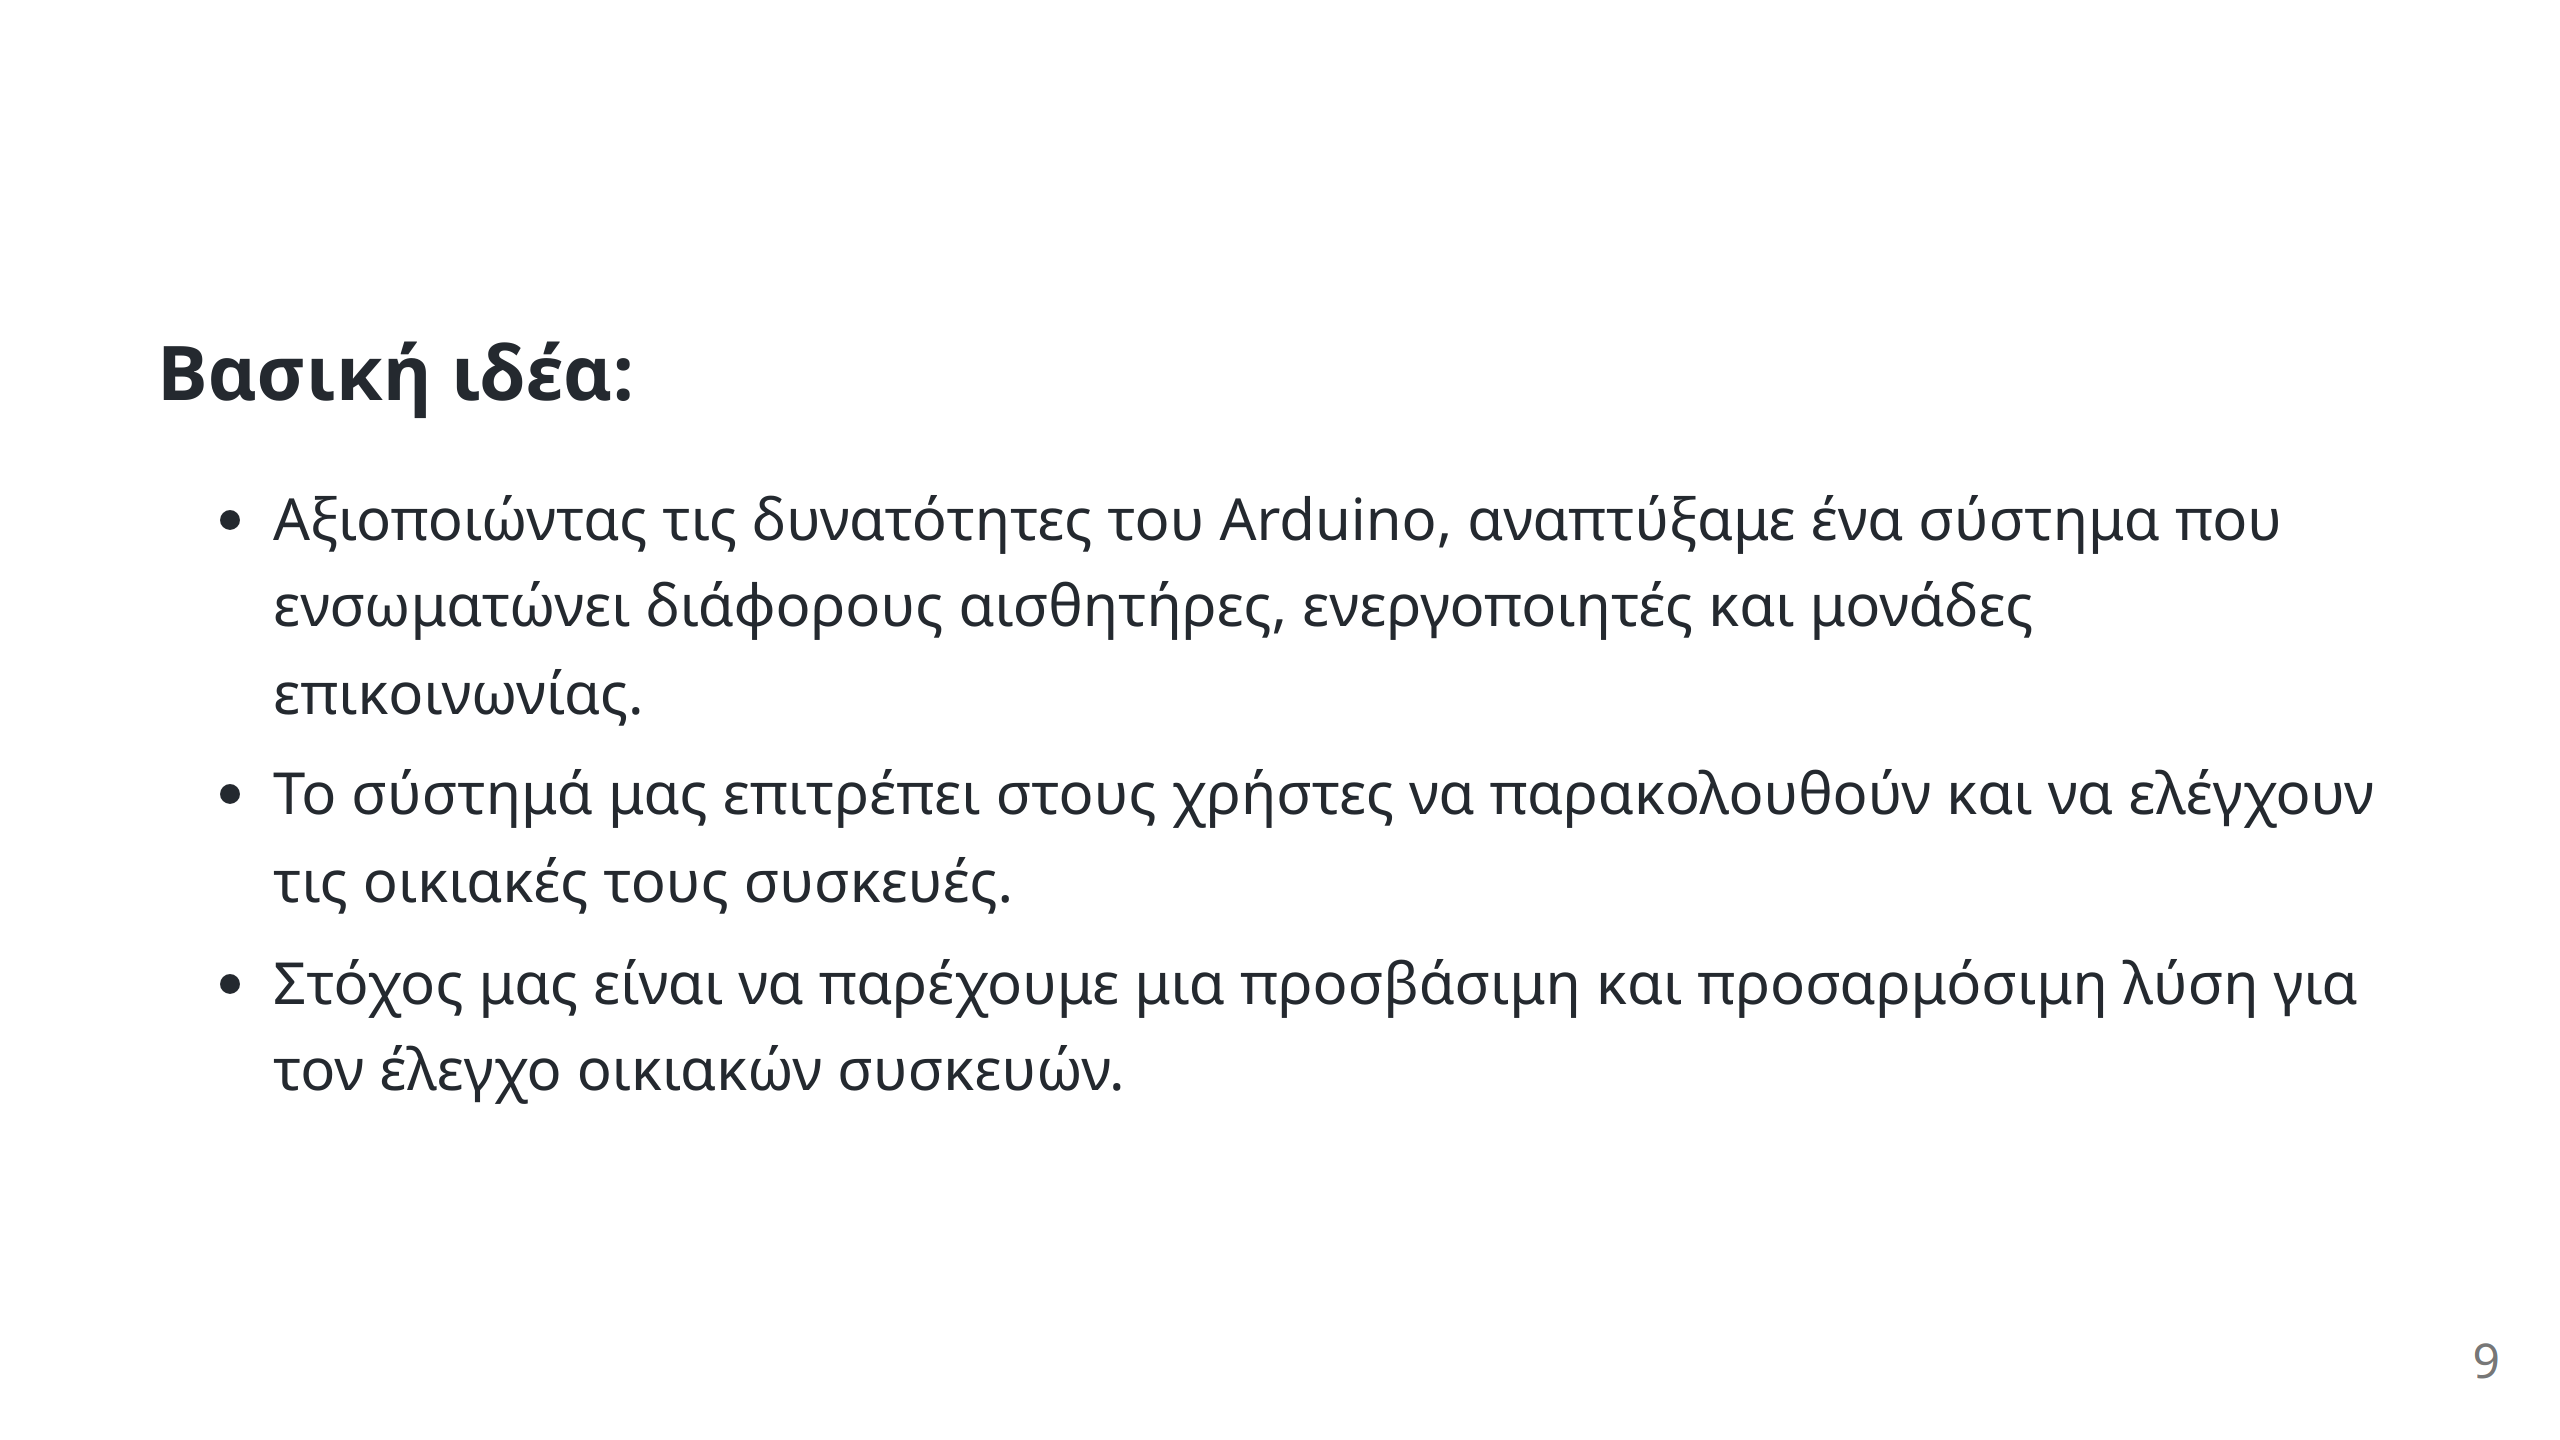 Βασική ιδέα:
• Αξιοποιώντας τις δυνατότητες του Arduino, αναπτύξαμε ένα σύστημα που
ενσωματώνει διάφορους αισθητήρες, ενεργοποιητές και μονάδες
επικοινωνίας.
• Το σύστημά μας επιτρέπει στους χρήστες να παρακολουθούν και να ελέγχουν
τις οικιακές τους συσκευές.
• Στόχος μας είναι να παρέχουμε μια προσβάσιμη και προσαρμόσιμη λύση για
τον έλεγχο οικιακών συσκευών.
9